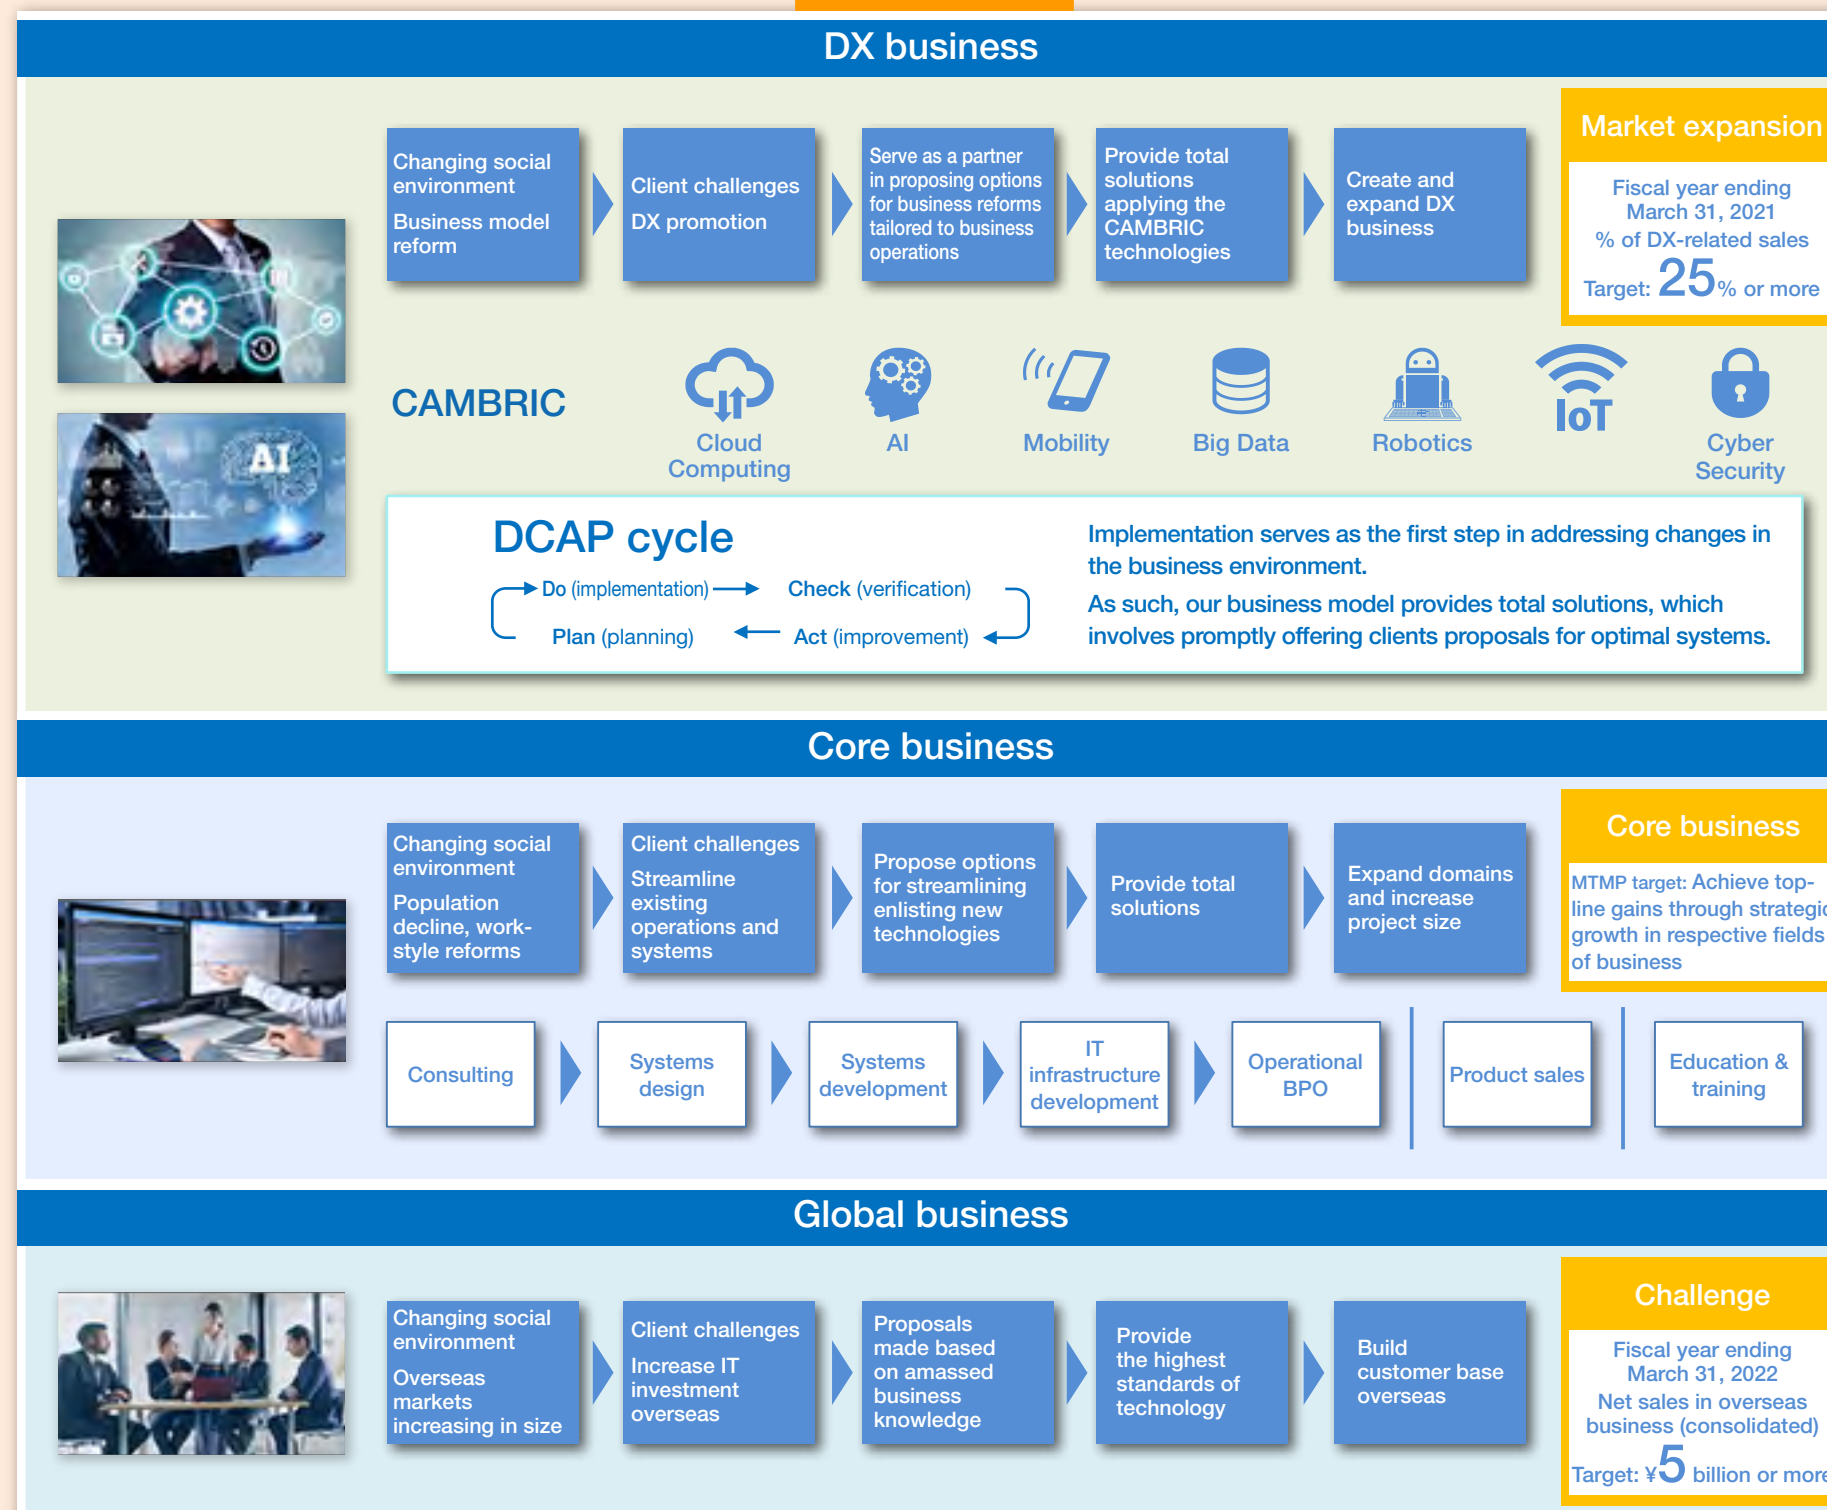 DX business
Changing social
environment
Business model
reform
Client challenges
DX promotion
Serve as a partner
in proposing options
for business reforms
tailored to business
operations
Provide total
solutions
applying the
CAMBRIC
technologies
Create and
expand DX
business
Market expansion
Fiscal year ending
March 31, 2021
% of DX-related sales
Target: 25% or more
CAMBRIC
Cloud
Computing
AI
Mobility
Big Data
Robotics
IoT
Cyber
Security
AI
DCAP cycle
Do (implementation)
Check (verification)
Plan (planning)
Act (improvement)
Implementation serves as the first step in addressing changes in
the business environment.
As such, our business model provides total solutions, which
involves promptly offering clients proposals for optimal systems.
Core business
Changing social
environment
Population
decline, work-
style reforms
Client challenges
Streamline
existing
operations and
systems
Propose options
for streamlining
enlisting new
technologies
Provide total
solutions
Expand domains
and increase
project size
Core business
MTMP target: Achieve top-
line gains through strategic
growth in respective fields
of business
Consulting
Systems
design
Systems
development
IT
infrastructure
development
Operational
BPO
Product sales
Education &
training
Global business
Changing social
environment
Overseas
markets
increasing in size
Client challenges
Increase IT
investment
overseas
Proposals
made based
on amassed
business
knowledge
Provide
the highest
standards of
technology
Build
customer base
overseas
Challenge
Fiscal year ending
March 31, 2022
Net sales in overseas
business (consolidated)
Target: ¥5 billion or more